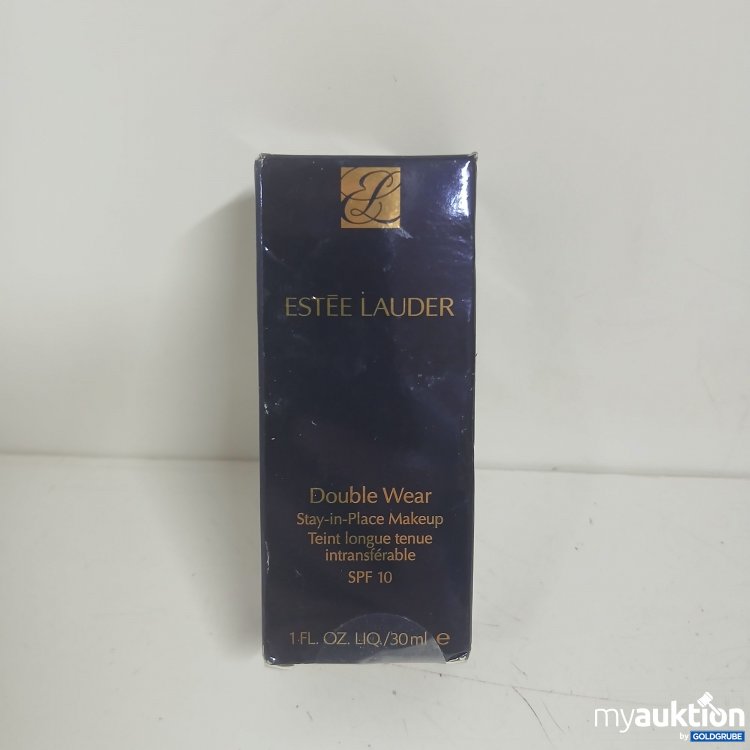 EL
ESTĒE LAUDER
Double Wear
Stay-in-Place Makeup
Teint longue tenue
intransférable
SPF 10
1 FL. OZ. LIQ./30 ml e
myauktion
by GOLDGRUBE